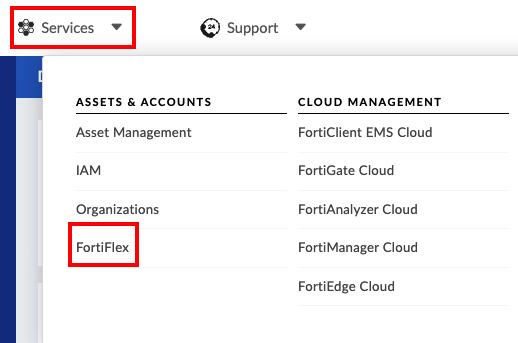 Services
24
Support
D
ASSETS & ACCOUNTS
Asset Management
IAM
Organizations
FortiFlex
CLOUD MANAGEMENT
FortiClient EMS Cloud
FortiGate Cloud
FortiAnalyzer Cloud
FortiManager Cloud
FortiEdge Cloud